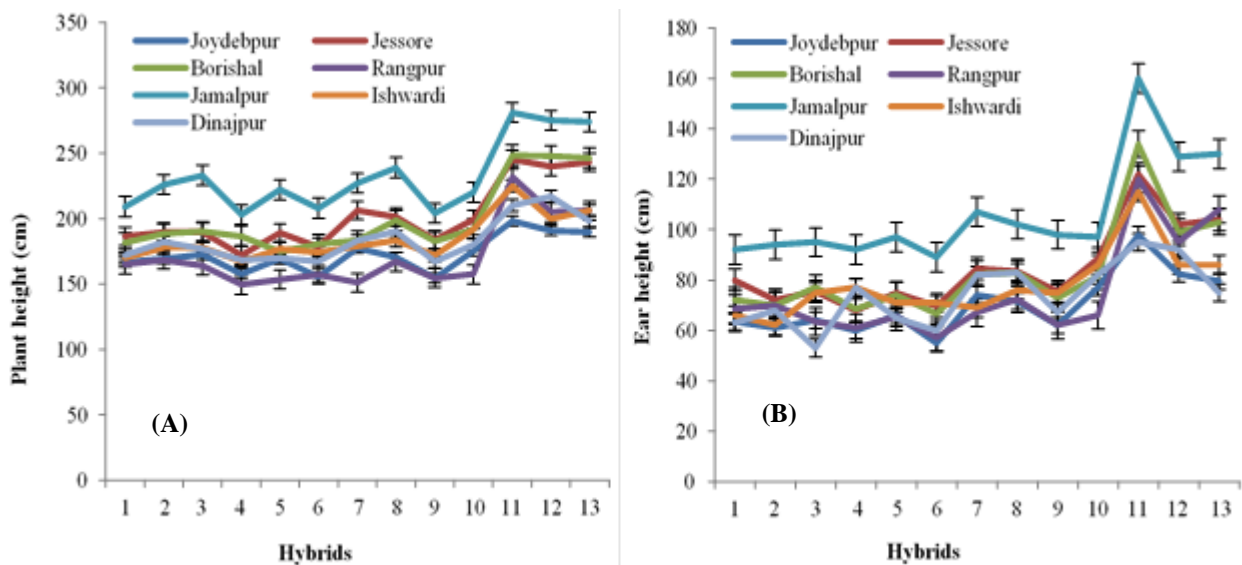 350
300
250
200
150
100
50
0
Plant height (cm)
Joydebpur Jessore
Borishal Rangpur
Jamalpur Ishwardi
Dinajpur
(A)
1 2 3 4 5 6 7 8 9 10 11 12 13
Hybrids
180
160
140
120
100
80
60
40
20
0
Ear height (cm)
Joydebpur Jessore
Borishal Rangpur
Jamalpur Ishwardi
Dinajpur
(B)
1 2 3 4 5 6 7 8 9 10 11 12 13
Hybrids